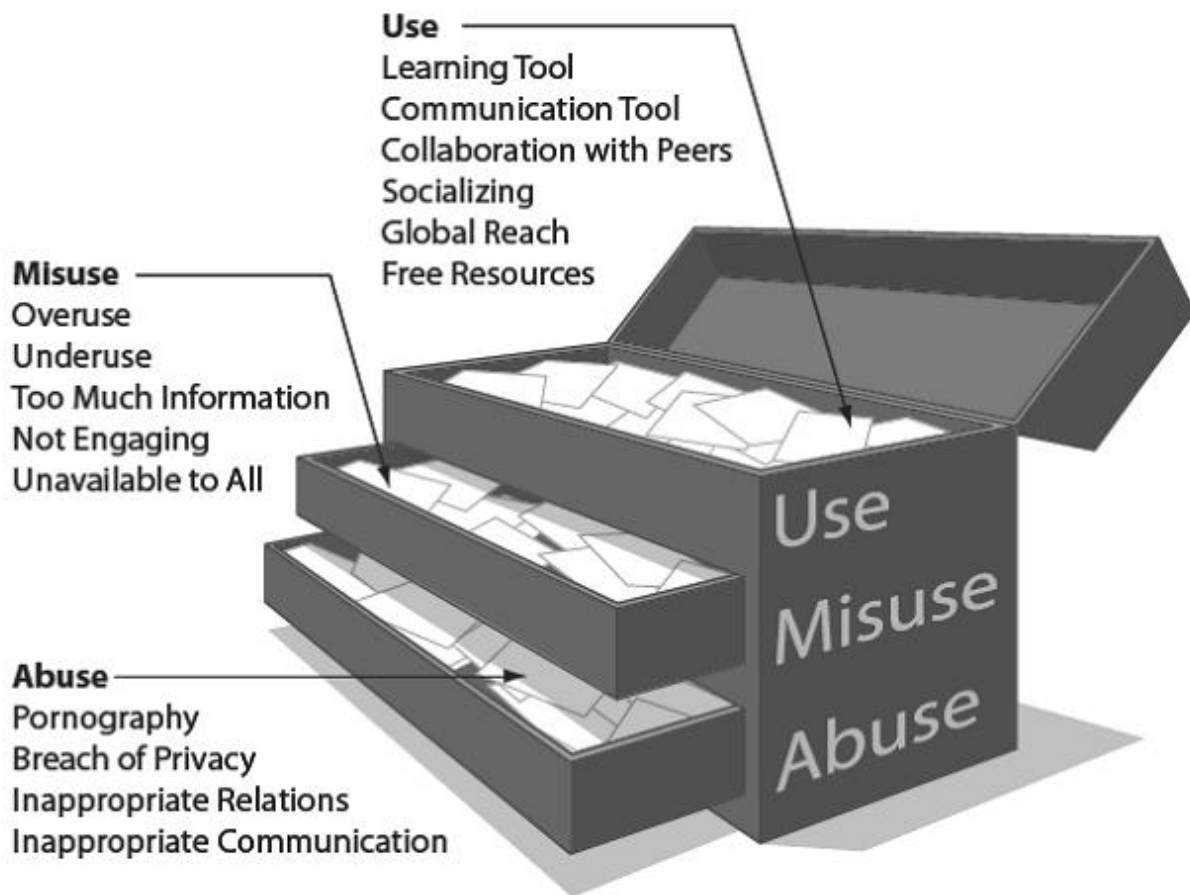 Use
Learning Tool
Communication Tool
Collaboration with Peers
Socializing
Global Reach
Free Resources
Misuse
Overuse
Underuse
Too Much Information
Not Engaging
Unavailable to All
Abuse
Pornography
Breach of Privacy
Inappropriate Relations
Inappropriate Communication
Use
Misuse
Abuse